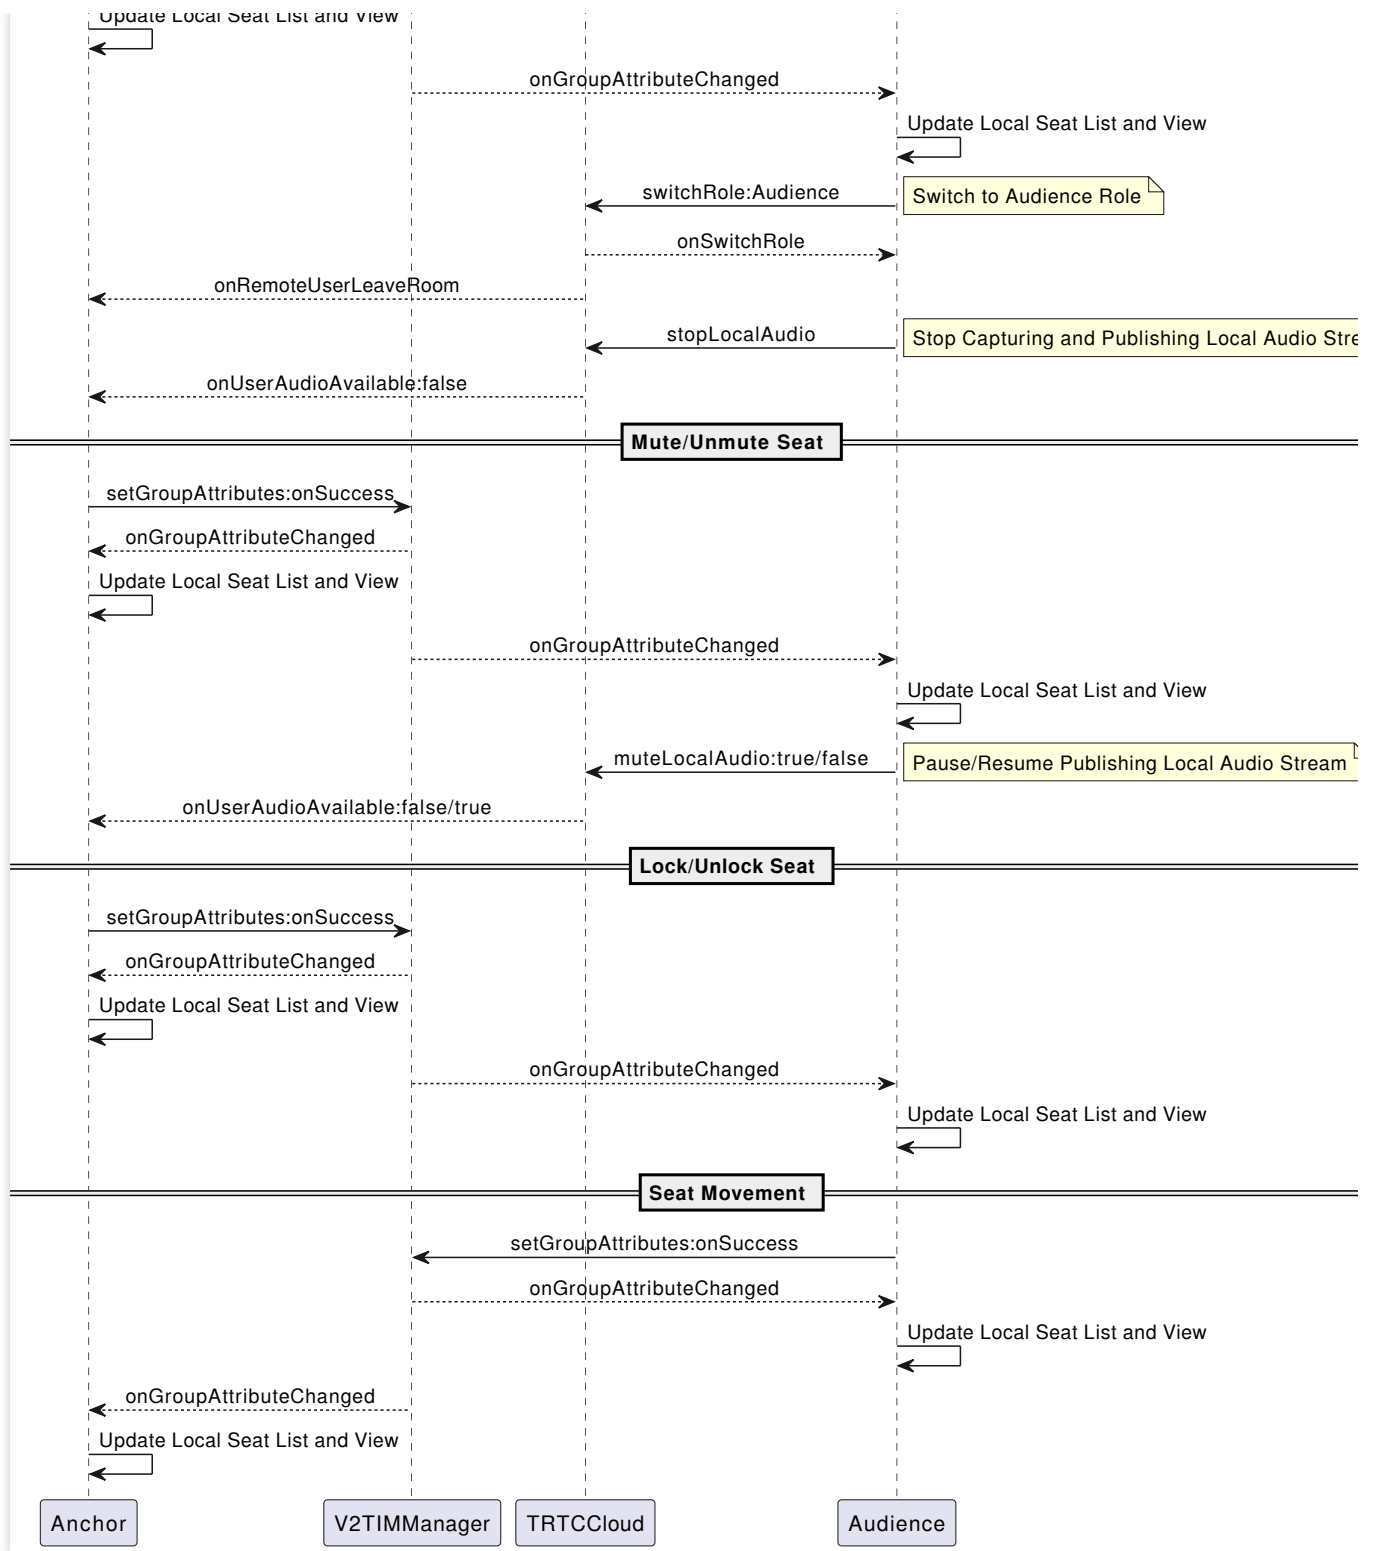 Update Local Seat List and View
onGroupAttributeChanged
Update Local Seat List and View
switchRole:Audience
Switch to Audience Role
onSwitchRole
onRemoteUserLeaveRoom
stopLocalAudio
Stop Capturing and Publishing Local Audio Stre
onUserAudioAvailable:false
Mute/Unmute Seat
setGroupAttributes:onSuccess
onGroupAttributeChanged
Update Local Seat List and View
onGroupAttributeChanged
Update Local Seat List and View
muteLocalAudio:true/false
Pause/Resume Publishing Local Audio Stream
onUserAudioAvailable:false/true
Lock/Unlock Seat
setGroupAttributes:onSuccess
onGroupAttributeChanged
Update Local Seat List and View
onGroupAttributeChanged
Update Local Seat List and View
Seat Movement
setGroupAttributes:onSuccess
onGroupAttributeChanged
Update Local Seat List and View
onGroupAttributeChanged
Update Local Seat List and View
Anchor
V2TIMManager
TRTCCloud
Audience